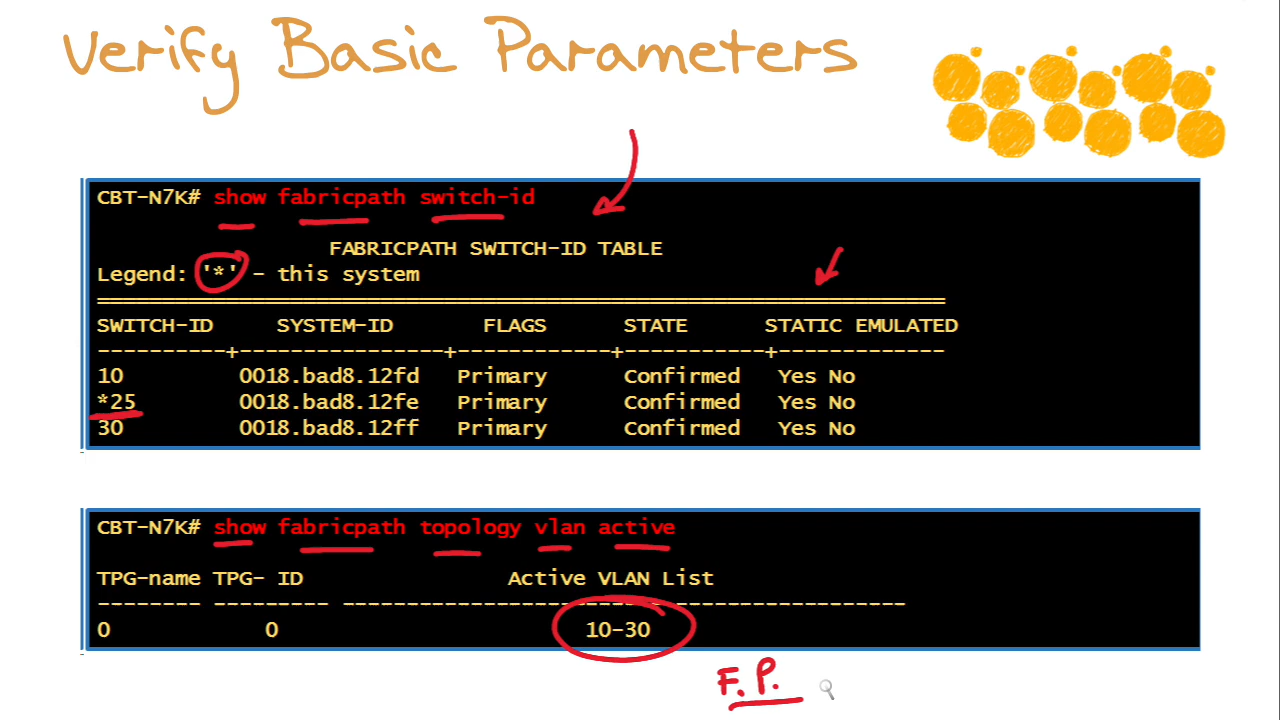 Verify Basic Parameters
CBT-N7K# show fabricpath switch-id
FABRICPATH SWITCH-ID TABLE
Legend: '*' - this system
=========================================================================
SWITCH-ID SYSTEM-ID FLAGS STATE STATIC EMULATED
----------+----------------+------------+-----------+-------------
10 0018.bad8.12fd Primary Confirmed Yes No
*25 0018.bad8.12fe Primary Confirmed Yes No
30 0018.bad8.12ff Primary Confirmed Yes No
CBT-N7K# show fabricpath topology vlan active
TPG-name TPG- ID Active VLAN List
-------- --------- --------------------------------------------
0 0 10-30
F.P.